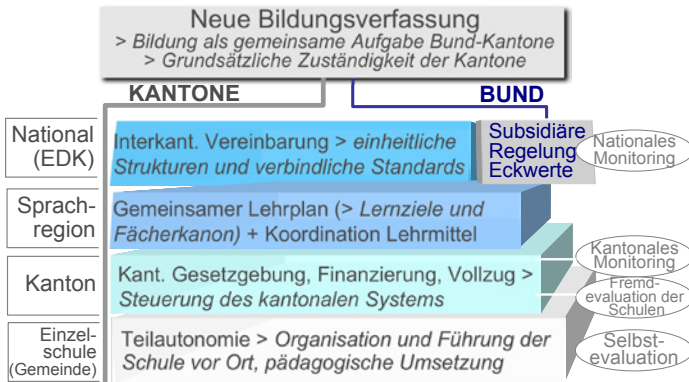 Neue Bildungsverfassung
> Bildung als gemeinsame Aufgabe Bund-Kantone
> Grundsätzliche Zuständigkeit der Kantone
KANTONE
BUND
National
(EDK)
Interkant. Vereinbarung > einheitliche
Strukturen und verbindliche Standards
Subsidiäre
Regelung
Eckwerte
Nationales
Monitoring
Sprach-
region
Gemeinsamer Lehrplan (> Lernziele und
Fächerkanon) + Koordination Lehrmittel
Kanton
Kant. Gesetzgebung, Finanzierung, Vollzug >
Steuerung des kantonalen Systems
Kantonales
Monitoring
Fremd-
evaluation der
Schulen
Einzel-
schule
(Gemeinde)
Teilautonomie > Organisation und Führung der
Schule vor Ort, pädagogische Umsetzung
Selbst-
evaluation